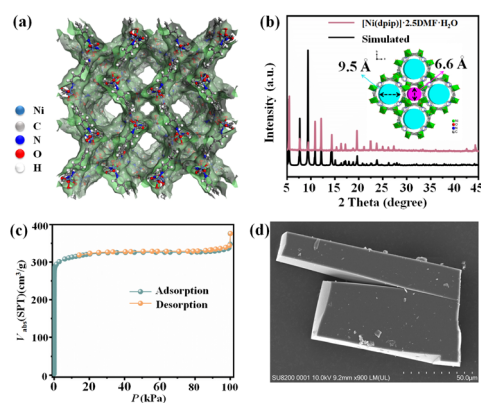 (a)
Ni
C
N
O
H
(b)
[Ni(dpip)]·2.5DMF·H₂O
Simulated
9.5 Å
6.6 Å
Intensity (a.u.)
5 10 15 20 25 30 35 40 45
2 Theta (degree)
(c)
400
300
200
100
0
V_abs(SPT)(cm³/g)
Adsorption
Desorption
0 20 40 60 80 100
P (kPa)
(d)
SU8200 0001 10.0kV 9.2mm x900 LM(UL)
50.0μm